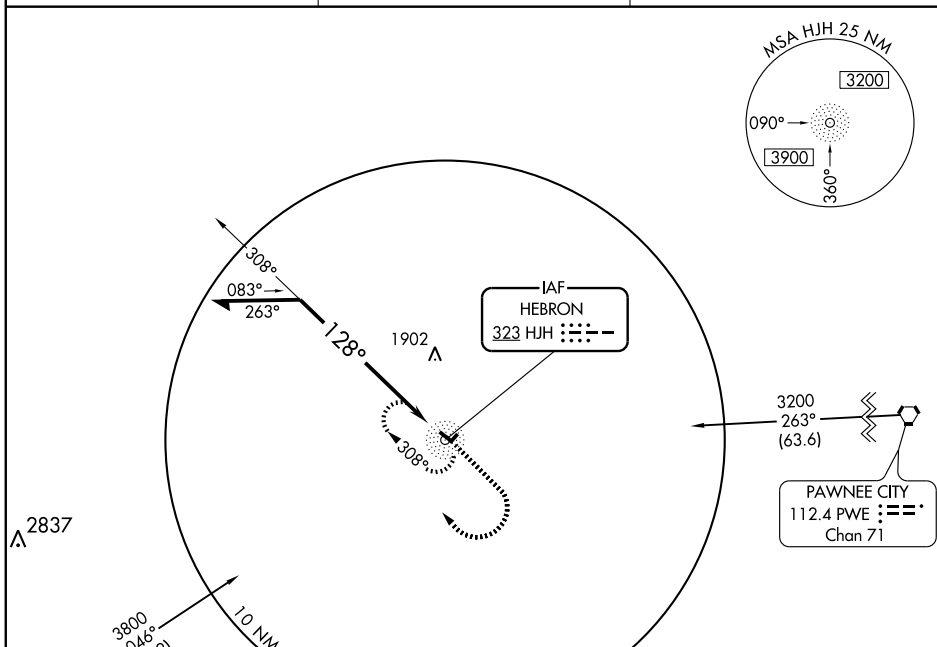 MSA HJH 25 NM
3200
090°
3900
360°
308°
083°
263°
128°
1902
IAF
HEBRON
323 HJH
308°
3200
263°
(63.6)
PAWNEE CITY
112.4 PWE
Chan 71
2837
3800
046°
10 NM